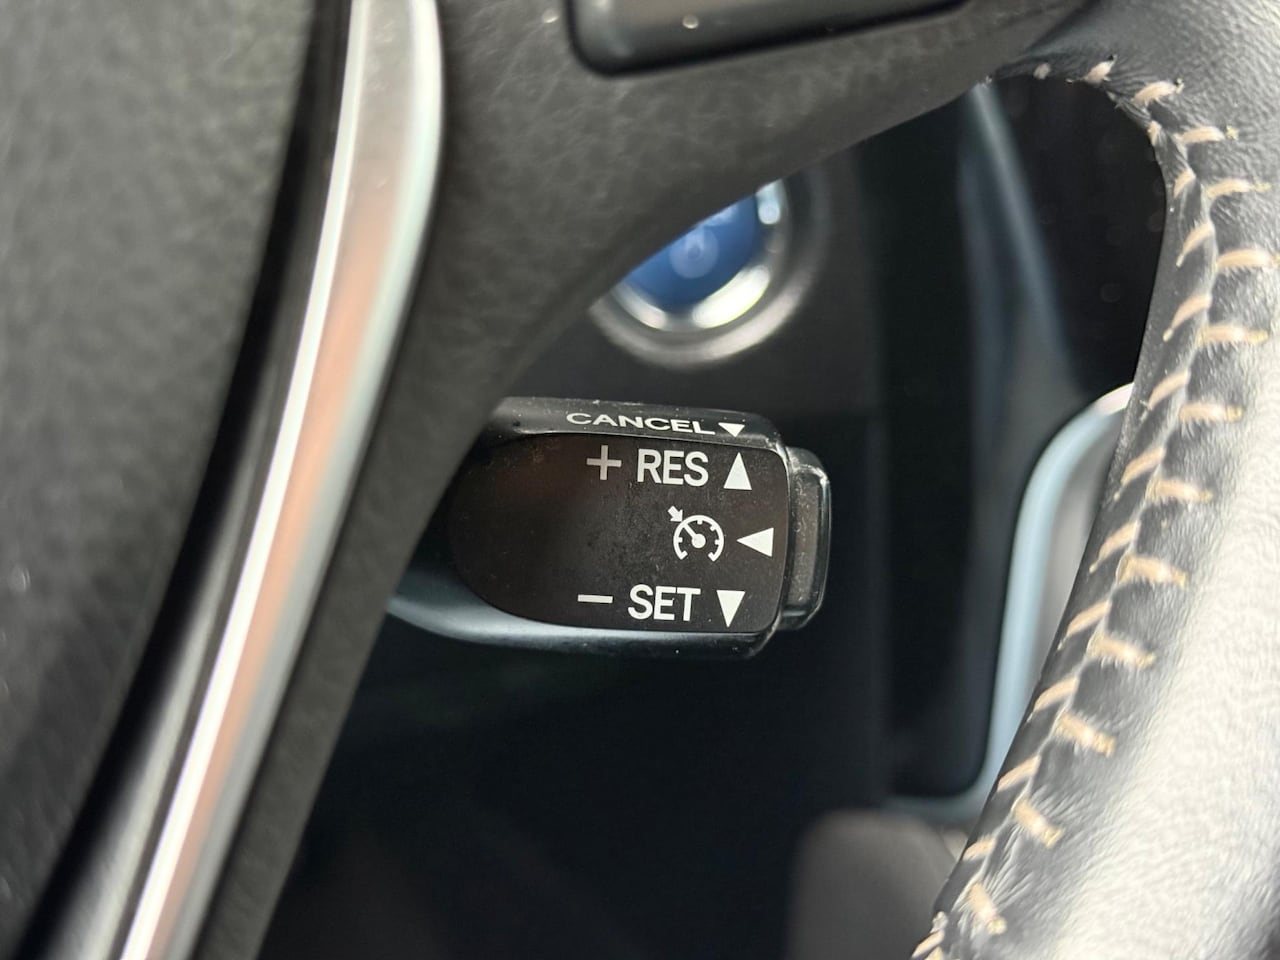 CANCEL▼
+ RES ▲
◀
− SET ▼